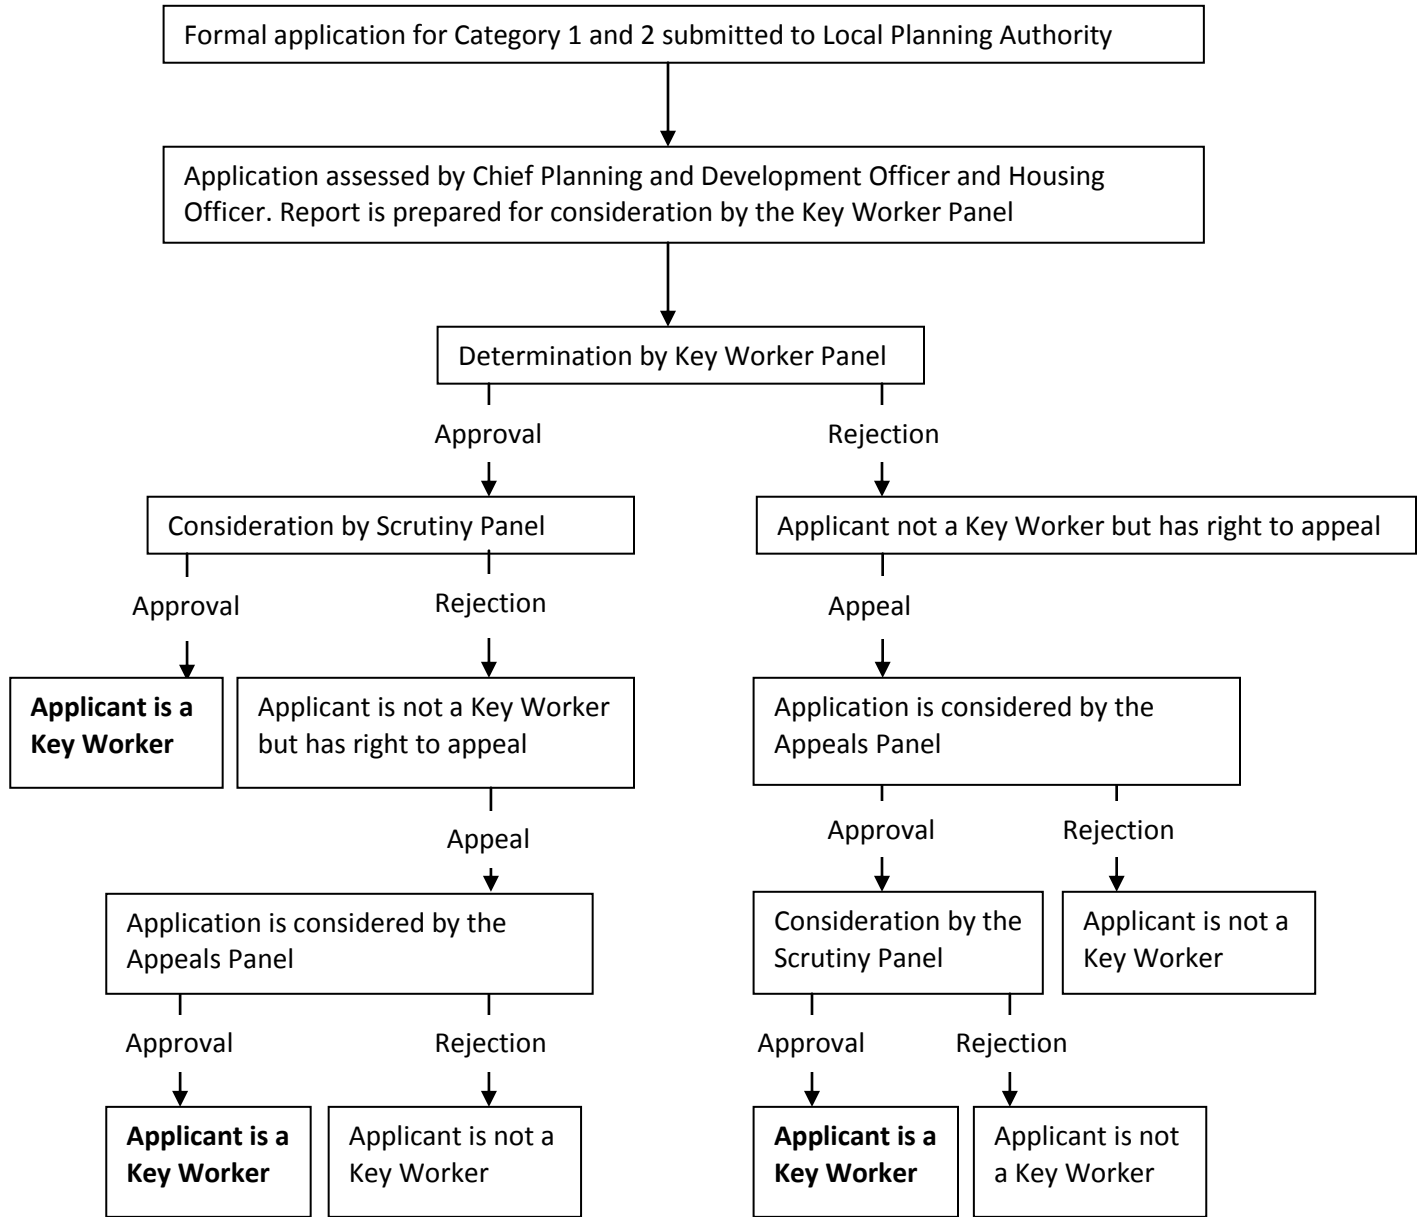 Formal application for Category 1 and 2 submitted to Local Planning Authority
Application assessed by Chief Planning and Development Officer and Housing
Officer. Report is prepared for consideration by the Key Worker Panel
Determination by Key Worker Panel
Approval
Rejection
Consideration by Scrutiny Panel
Applicant not a Key Worker but has right to appeal
Approval
Rejection
Appeal
Applicant is a
Key Worker
Applicant is not a Key Worker
but has right to appeal
Application is considered by the
Appeals Panel
Appeal
Approval
Rejection
Application is considered by the
Appeals Panel
Consideration by the
Scrutiny Panel
Applicant is not a
Key Worker
Approval
Rejection
Approval
Rejection
Applicant is a
Key Worker
Applicant is not a
Key Worker
Applicant is a
Key Worker
Applicant is not
a Key Worker